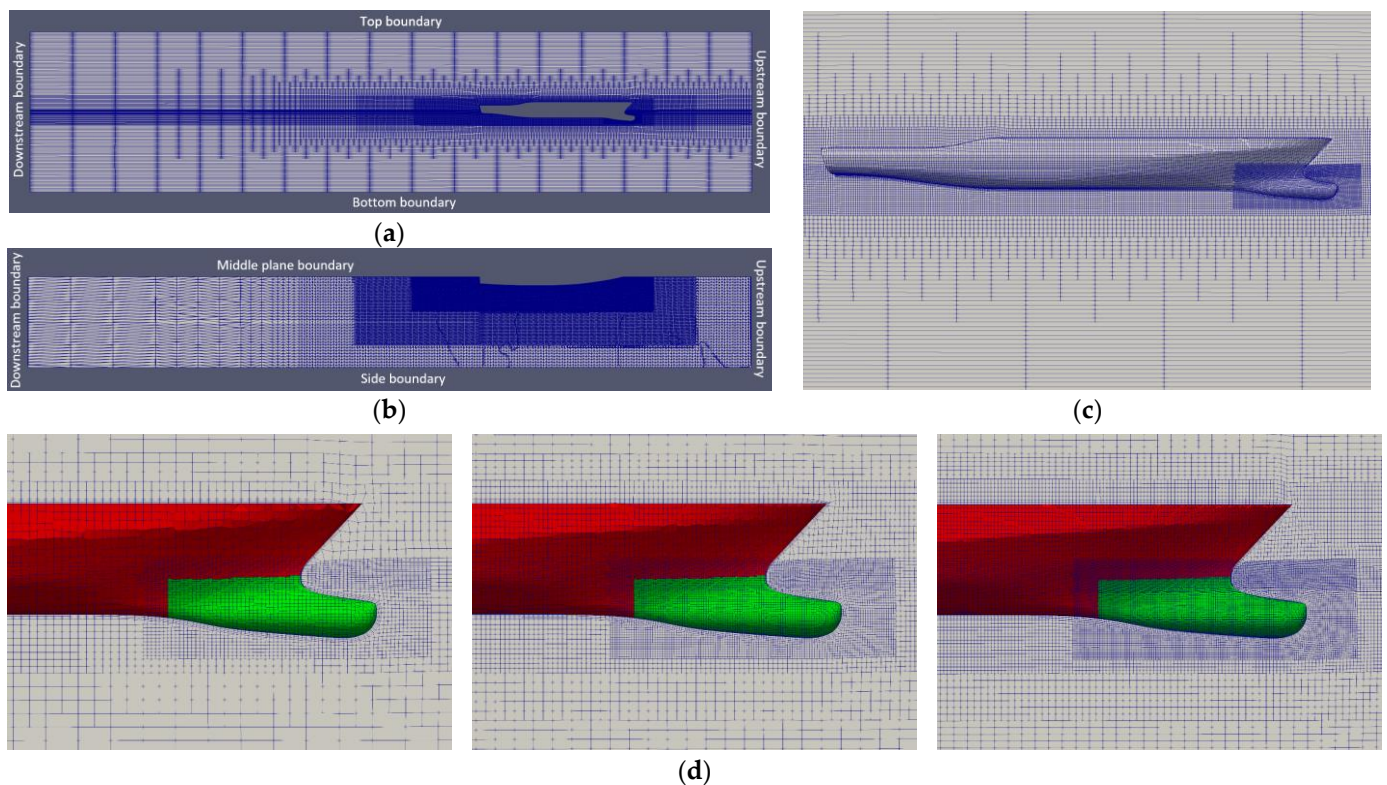 Top boundary
Downstream boundary
Upstream boundary
Bottom boundary
(a)
Middle plane boundary
Downstream boundary
Upstream boundary
Side boundary
(b)
(c)
(d)